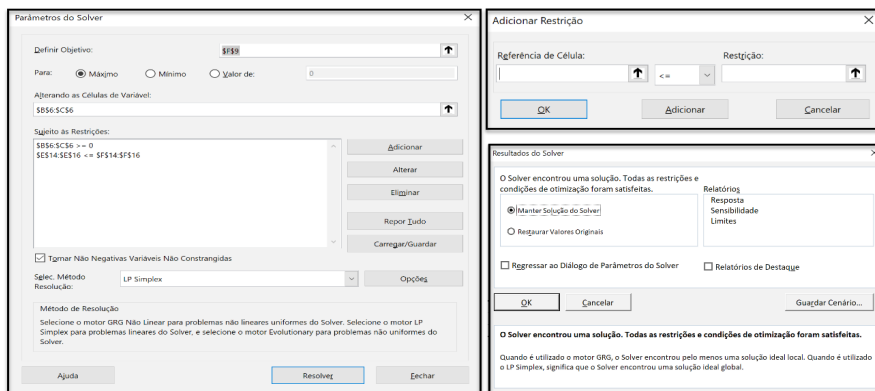 Parâmetros do Solver
Definir Objetivo: $F$9
Para: Máximo Mínimo Valor de: 0
Alterando as Células de Variável:
$B$6:$C$6
Sujeito às Restrições:
$B$6:$C$6 >= 0
$E$14:$E$16 <= $F$14:$F$16
Adicionar
Alterar
Eliminar
Repor Tudo
Carregar/Guardar
Tornar Não Negativas Variáveis Não Constrangidas
Selec. Método
Resolução:
LP Simplex
Opções
Método de Resolução
Selecione o motor GRG Não Linear para problemas não lineares uniformes do Solver. Selecione o motor LP
Simplex para problemas lineares do Solver, e selecione o motor Evolutionary para problemas não uniformes do
Solver.
Ajuda Resolver Fechar
Adicionar Restrição
Referência de Célula: Restrição:
<=
OK Adicionar Cancelar
Resultados do Solver
O Solver encontrou uma solução. Todas as restrições e
condições de otimização foram satisfeitas.
Relatórios
Resposta
Sensibilidade
Limites
Manter Solução do Solver
Restaurar Valores Originais
Regressar ao Diálogo de Parâmetros do Solver
Relatórios de Destaque
OK Cancelar Guardar Cenário...
O Solver encontrou uma solução. Todas as restrições e condições de otimização foram satisfeitas.
Quando é utilizado o motor GRG, o Solver encontrou pelo menos uma solução ideal local. Quando é utilizado
o LP Simplex, significa que o Solver encontrou uma solução ideal global.